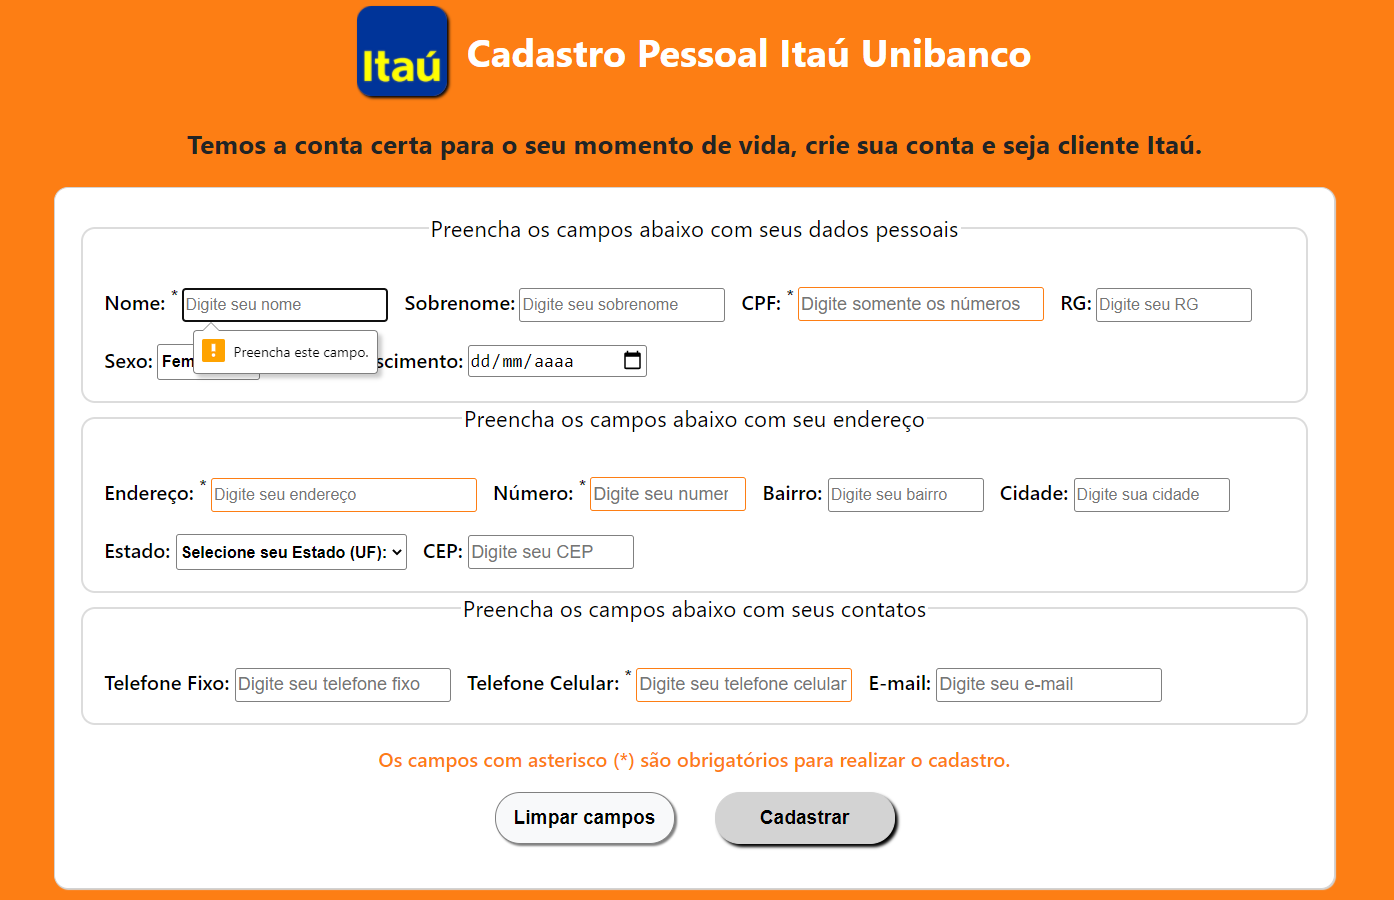 Itaú
Cadastro Pessoal Itaú Unibanco
Temos a conta certa para o seu momento de vida, crie sua conta e seja cliente Itaú.
Preencha os campos abaixo com seus dados pessoais
Nome: * Digite seu nome Sobrenome: Digite seu sobrenome CPF: * Digite somente os números RG: Digite seu RG
Preencha este campo.
Sexo: Fem scimento: dd/mm/aaaa
Preencha os campos abaixo com seu endereço
Endereço: * Digite seu endereço Número: * Digite seu numer Bairro: Digite seu bairro Cidade: Digite sua cidade
Estado: Selecione seu Estado (UF): CEP: Digite seu CEP
Preencha os campos abaixo com seus contatos
Telefone Fixo: Digite seu telefone fixo Telefone Celular: * Digite seu telefone celular E-mail: Digite seu e-mail
Os campos com asterisco (*) são obrigatórios para realizar o cadastro.
Limpar campos Cadastrar